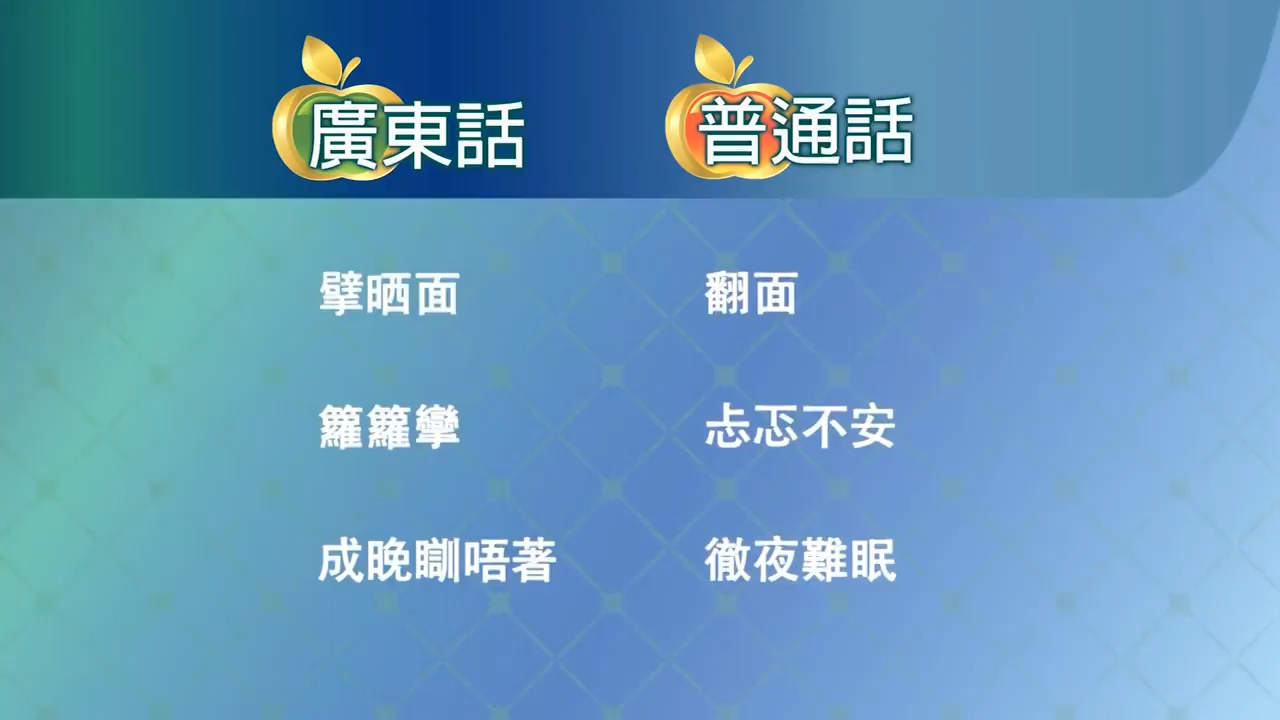 廣東話 普通話
擘晒面 翻面
籮籮攣 忐忑不安
成晚瞓唔著 徹夜難眠